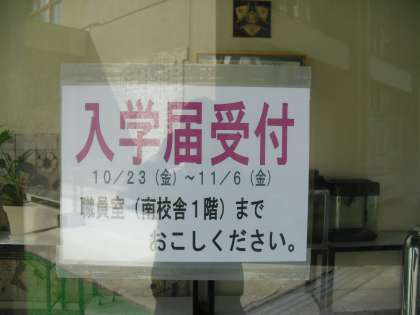 入学届受付
10/23（金）～11/6（金）
職員室（南校舎1階）まで
おこしください。